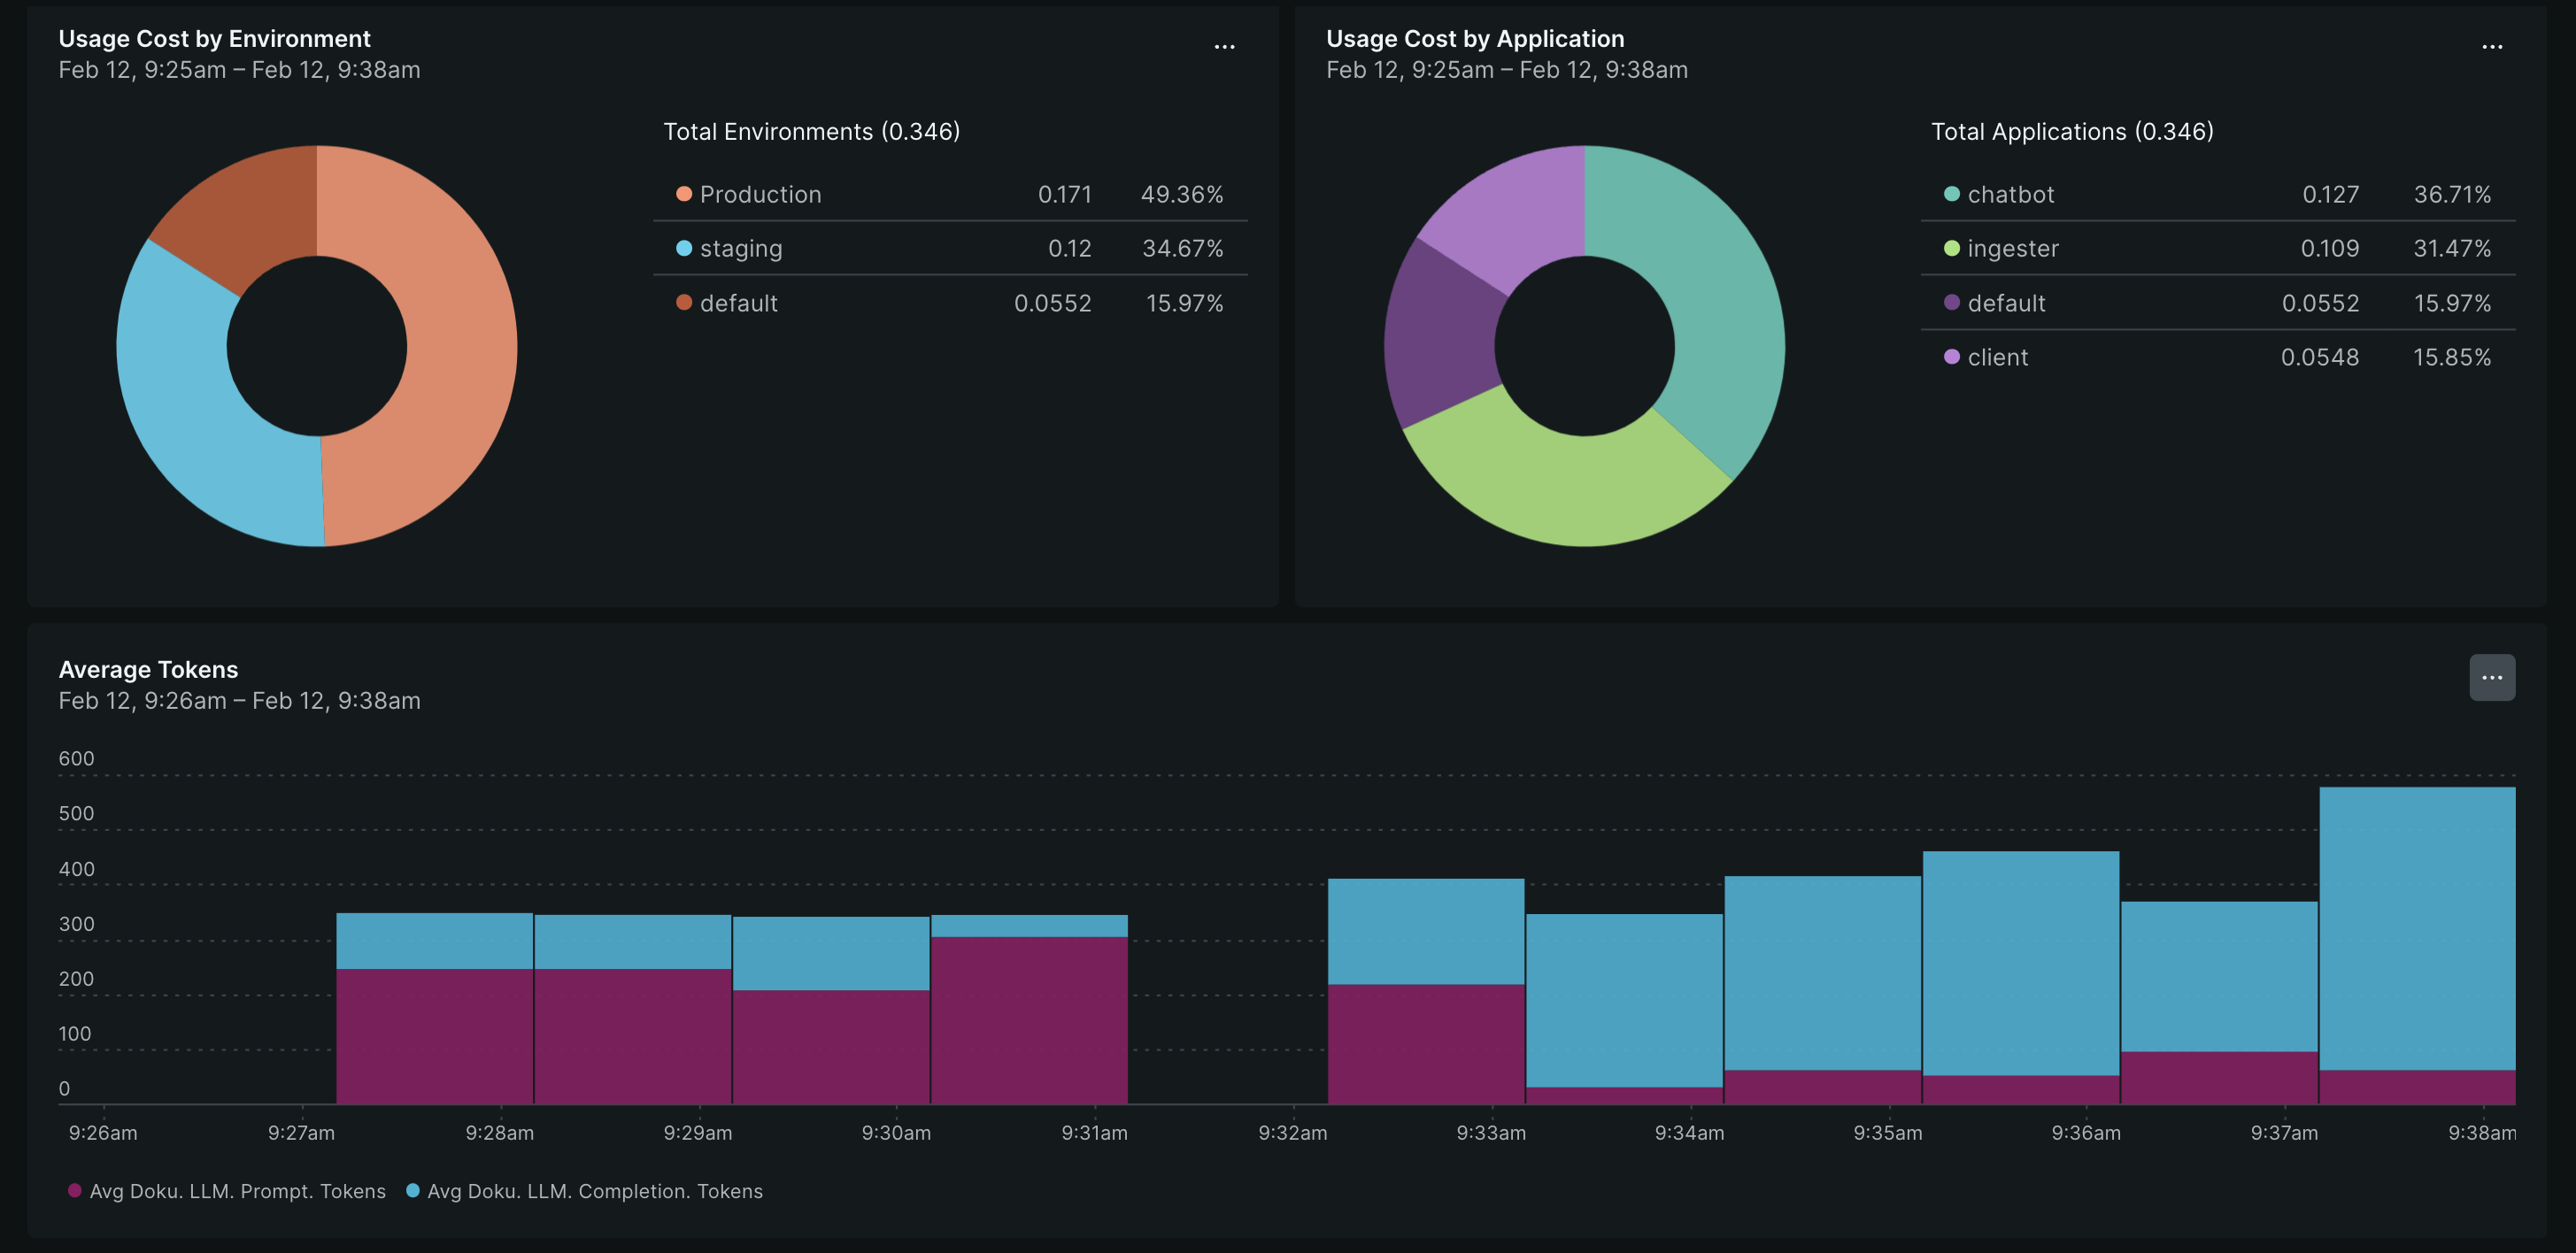 Usage Cost by Environment
Feb 12, 9:25am – Feb 12, 9:38am
Total Environments (0.346)
Production 0.171 49.36%
staging 0.12 34.67%
default 0.0552 15.97%
Usage Cost by Application
Feb 12, 9:25am – Feb 12, 9:38am
Total Applications (0.346)
chatbot 0.127 36.71%
ingester 0.109 31.47%
default 0.0552 15.97%
client 0.0548 15.85%
Average Tokens
Feb 12, 9:26am – Feb 12, 9:38am
600
500
400
300
200
100
0
9:26am 9:27am 9:28am 9:29am 9:30am 9:31am 9:32am 9:33am 9:34am 9:35am 9:36am 9:37am 9:38am
Avg Doku. LLM. Prompt. Tokens Avg Doku. LLM. Completion. Tokens